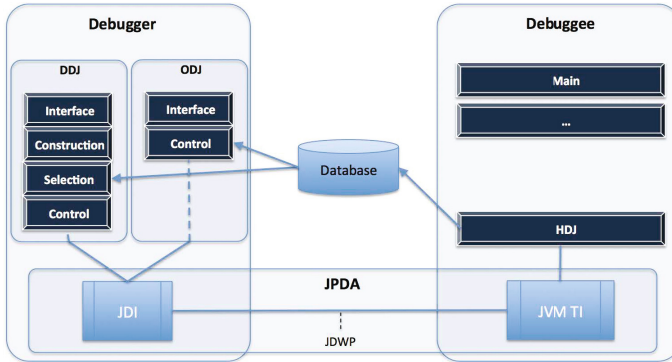 Debugger
Debuggee
DDJ
ODJ
Interface
Construction
Selection
Control
Interface
Control
Database
Main
...
HDJ
JPDA
JDI
JVM TI
JDWP